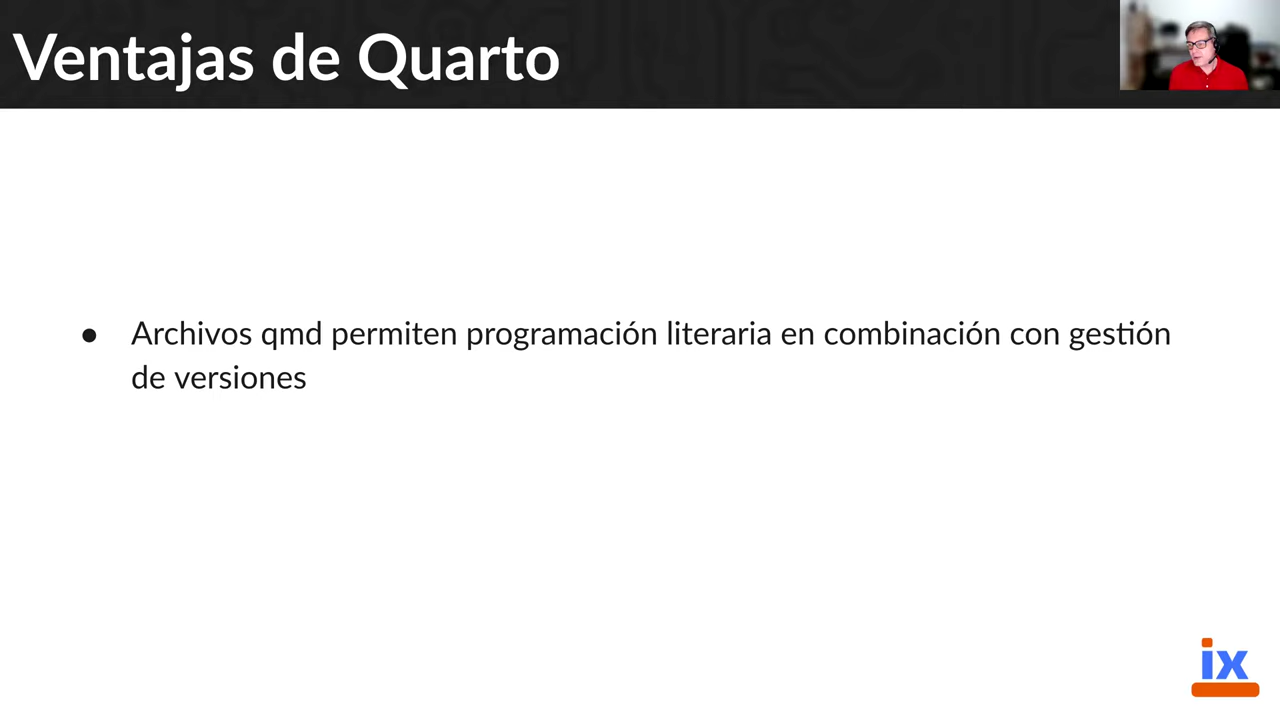 Ventajas de Quarto
● Archivos qmd permiten programación literaria en combinación con gestión
de versiones
ix